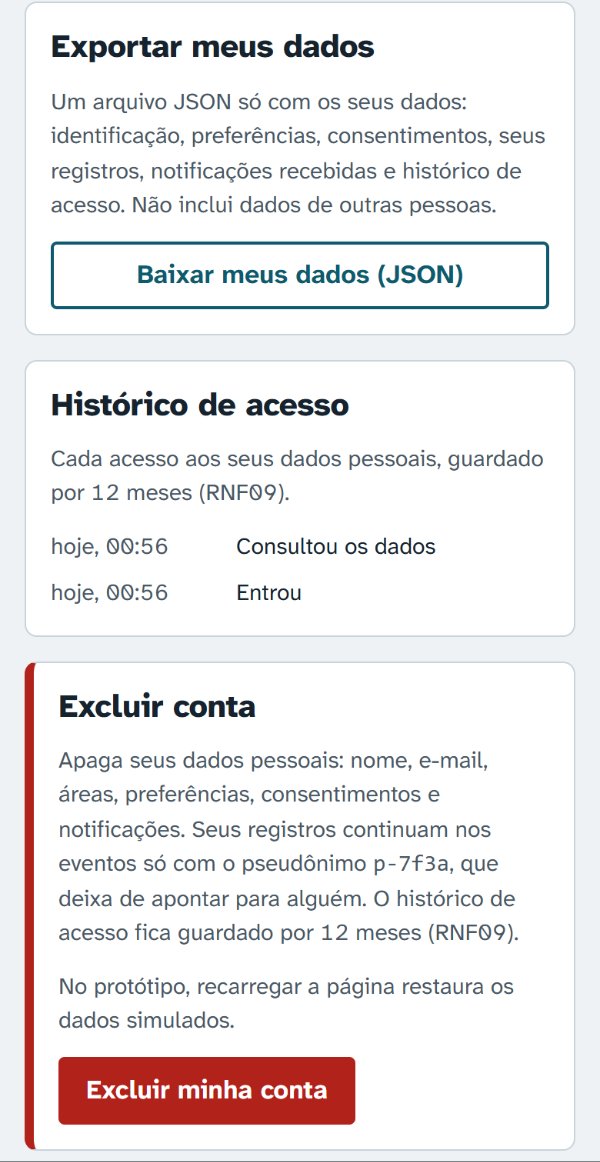 Exportar meus dados
Um arquivo JSON só com os seus dados:
identificação, preferências, consentimentos, seus
registros, notificações recebidas e histórico de
acesso. Não inclui dados de outras pessoas.
Baixar meus dados (JSON)
Histórico de acesso
Cada acesso aos seus dados pessoais, guardado
por 12 meses (RNF09).
hoje, 00:56 Consultou os dados
hoje, 00:56 Entrou
Excluir conta
Apaga seus dados pessoais: nome, e-mail,
áreas, preferências, consentimentos e
notificações. Seus registros continuam nos
eventos só com o pseudônimo p-7f3a, que
deixa de apontar para alguém. O histórico de
acesso fica guardado por 12 meses (RNF09).
No protótipo, recarregar a página restaura os
dados simulados.
Excluir minha conta